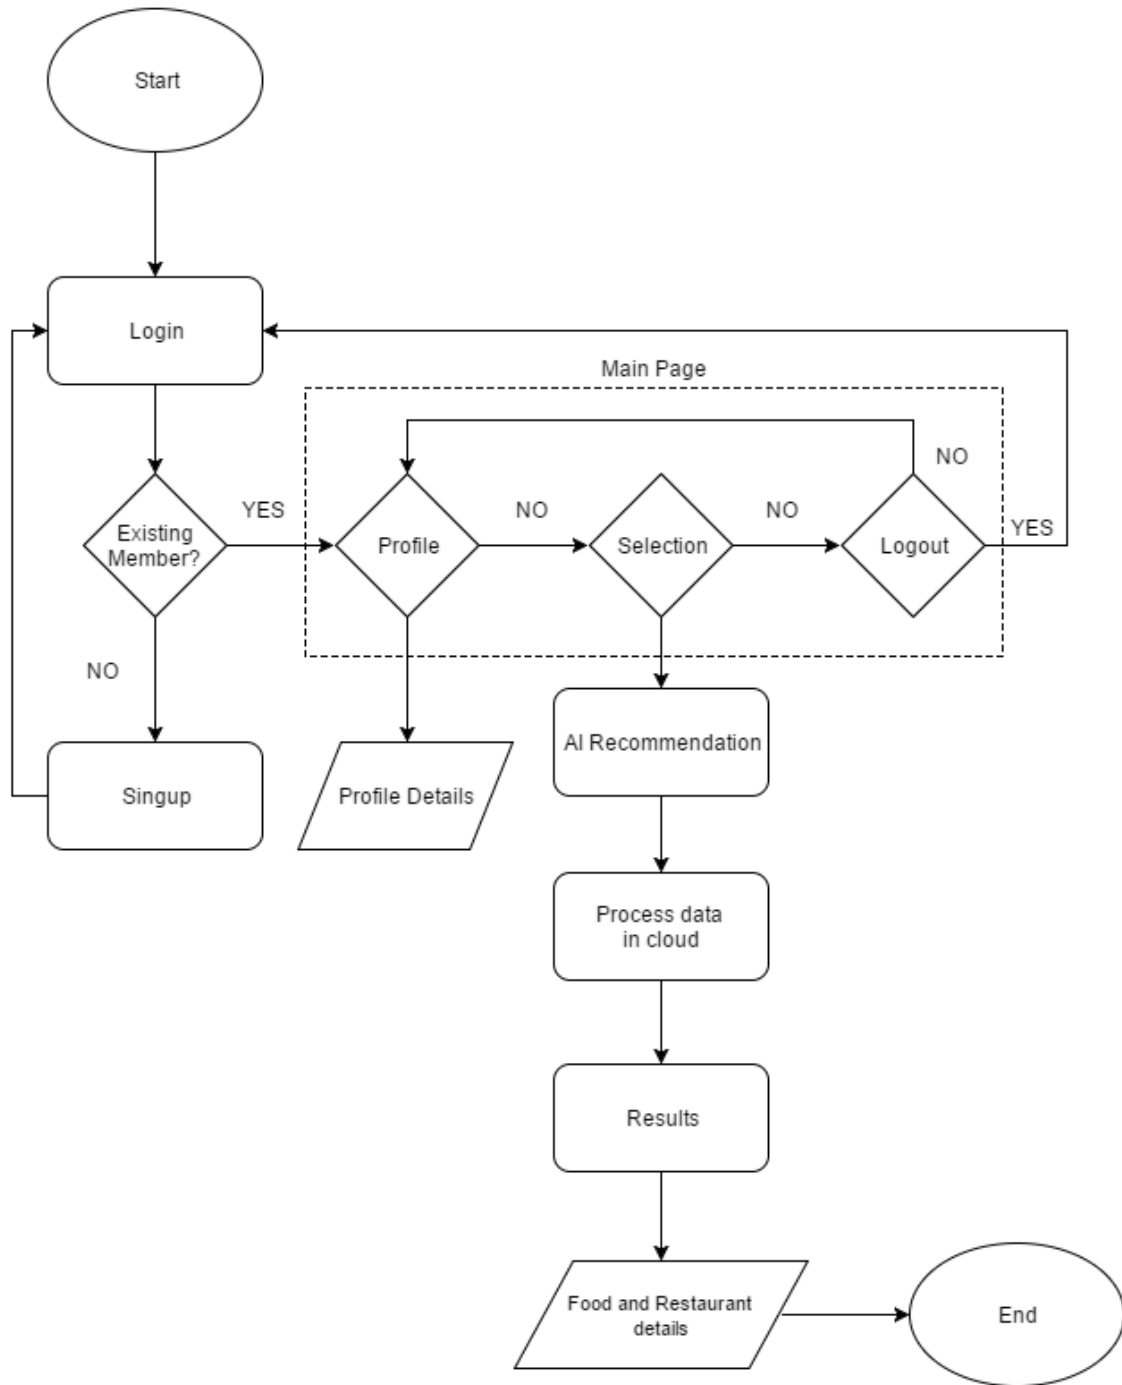 Start
Login
Main Page
NO
Existing
Member?
YES
Profile
NO
Selection
NO
Logout
YES
NO
Singup
Profile Details
AI Recommendation
Process data
in cloud
Results
Food and Restaurant
details
End